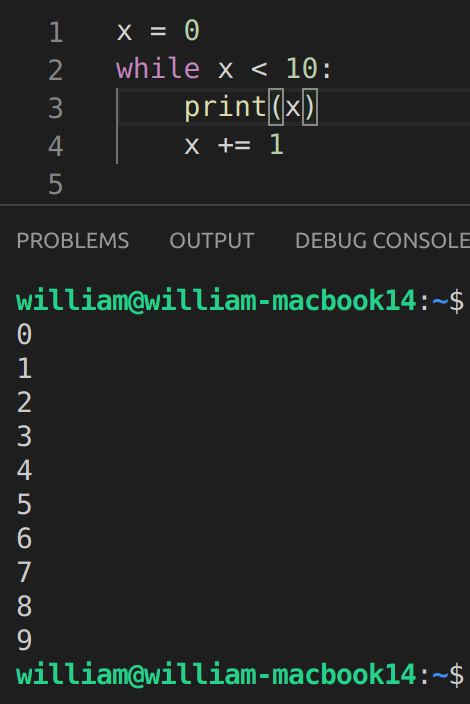 1 x = 0
2 while x < 10:
3     print(x)
4     x += 1
5
PROBLEMS OUTPUT DEBUG CONSOLE
william@william-macbook14:~$
0
1
2
3
4
5
6
7
8
9
william@william-macbook14:~$